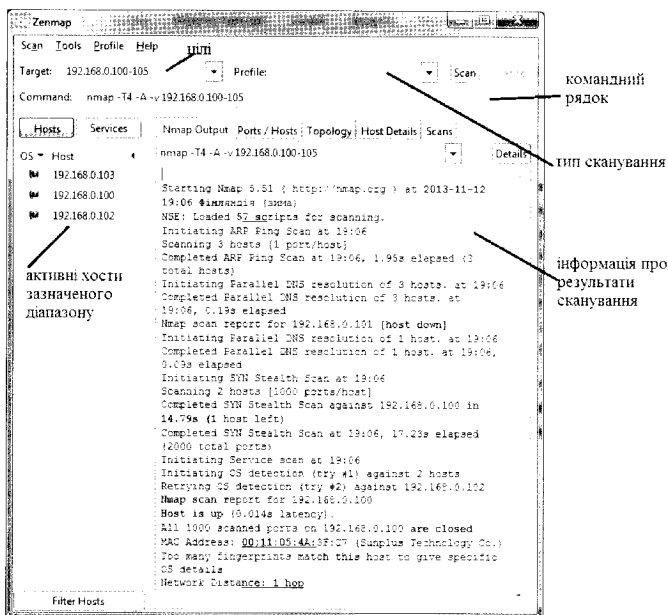 Zenmap
Scan Tools Profile Help
цілі
Target: 192.168.0.100-105 Profile: Scan
командний
рядок
Command: nmap -T4 -A -v 192.168.0.100-105
Hosts Services Nmap Output Ports / Hosts Topology Host Details Scans
тип сканування
OS Host nmap -T4 -A -v 192.168.0.100-105 Details
192.168.0.103
192.168.0.100
192.168.0.102
активні хости
зазначеного
діапазону
інформація про
результати
сканування
Starting Nmap 5.51 ( http://nmap.org ) at 2013-11-12
19:06 Фінляндія (зима)
NSE: Loaded 57 scripts for scanning.
Initiating ARP Ping Scan at 19:06
Scanning 3 hosts [1 port/host]
Completed ARP Ping Scan at 19:06, 1.95s elapsed (3
total hosts)
Initiating Parallel DNS resolution of 3 hosts. at 19:06
Completed Parallel DNS resolution of 3 hosts. at
19:06, 0.19s elapsed
Nmap scan report for 192.168.0.101 [host down]
Initiating Parallel DNS resolution of 1 host. at 19:06
Completed Parallel DNS resolution of 1 host. at 19:06,
0.09s elapsed
Initiating SYN Stealth Scan at 19:06
Scanning 2 hosts [1000 ports/host]
Completed SYN Stealth Scan against 192.168.0.100 in
14.79s (1 host left)
Completed SYN Stealth Scan at 19:06, 17.23s elapsed
(2000 total ports)
Initiating Service scan at 19:06
Initiating OS detection (try #1) against 2 hosts
Retrying OS detection (try #2) against 192.168.0.102
Nmap scan report for 192.168.0.100
Host is up (0.014s latency).
All 1000 scanned ports on 192.168.0.100 are closed
MAC Address: (Sunplus Technology Co.)
Too many fingerprints match this host to give specific
OS details
Network Distance: 1 hop
Filter Hosts